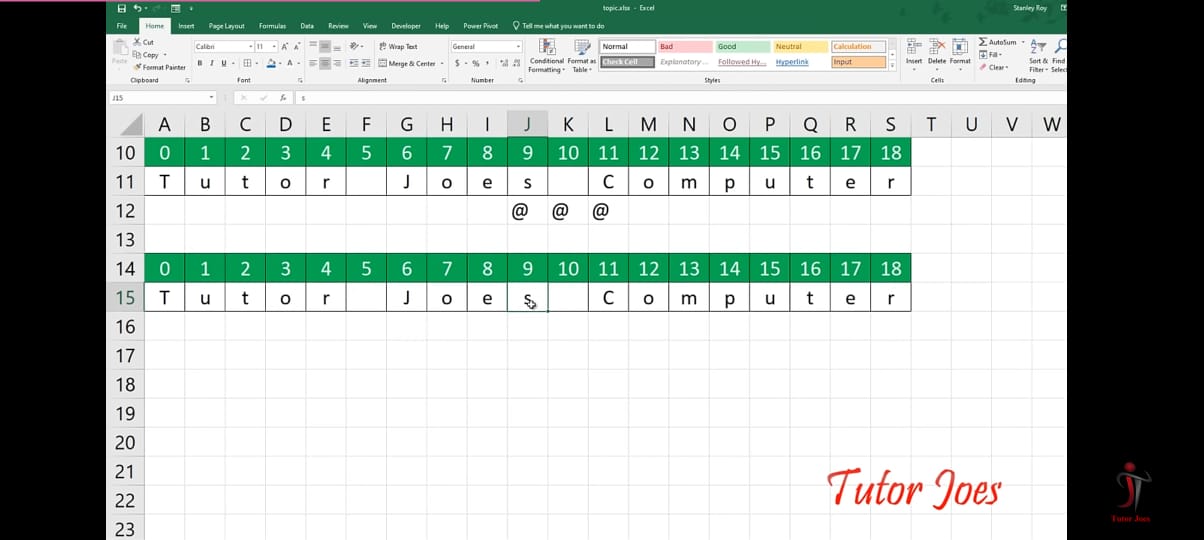 topic.xlsx - Excel
Stanley Roy
File Home Insert Page Layout Formulas Data Review View Developer Help Power Pivot Tell me what you want to do
Cut
Copy
Format Painter
Paste
Calibri 11
B I U
Wrap Text
Merge & Center
General
$ % ,
Conditional Formatting
Format as Table
Normal Bad Good Neutral Calculation
Check Cell Explanatory ... Followed Hy... Hyperlink Input
Insert Delete Format
AutoSum
Fill
Clear
Sort & Filter
Find
Clipboard Font Alignment Number Styles Cells Editing
J15 fx s
A B C D E F G H I J K L M N O P Q R S T U V W
10 0 1 2 3 4 5 6 7 8 9 10 11 12 13 14 15 16 17 18
11 T u t o r J o e s C o m p u t e r
12 @ @ @
13
14 0 1 2 3 4 5 6 7 8 9 10 11 12 13 14 15 16 17 18
15 T u t o r J o e s C o m p u t e r
16
17
18
19
20
21
22
23
Tutor Joes
Tutor Joes